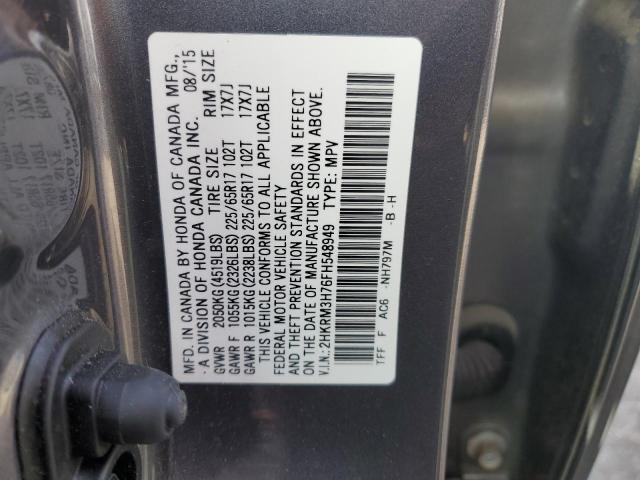 MFD. IN CANADA BY HONDA OF CANADA MFG.,
- A DIVISION OF HONDA CANADA INC. 08/'15
GVWR 2050KG(4519LBS) TIRE SIZE RIM SIZE
GAWR F 1055KG(2326LBS) 225/65R17 102T 17X7J
GAWR R 1015KG(2238LBS) 225/65R17 102T 17X7J
THIS VEHICLE CONFORMS TO ALL APPLICABLE
FEDERAL MOTOR VEHICLE SAFETY
AND THEFT PREVENTION STANDARDS IN EFFECT
ON THE DATE OF MANUFACTURE SHOWN ABOVE.
V.I.N.: 2HKRM3H76FH548949 TYPE: MPV
TFF F AC6 -NH797M -B -H